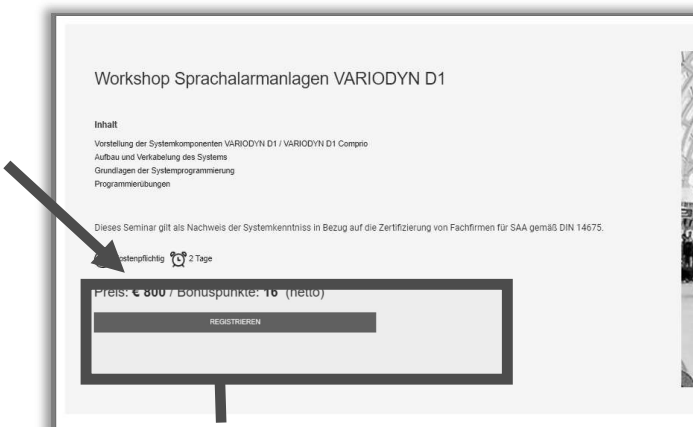 Workshop Sprachalarmanlagen VARIODYN D1
Inhalt
Vorstellung der Systemkomponenten VARIODYN D1 / VARIODYN D1 Comprio
Aufbau und Verkabelung des Systems
Grundlagen der Systemprogrammierung
Programmierübungen
Dieses Seminar gilt als Nachweis der Systemkenntniss in Bezug auf die Zertifizierung von Fachfirmen für SAA gemäß DIN 14675.
2 Tage
Preis: € 800 / Bonuspunkte: 16 (netto)
REGISTRIEREN